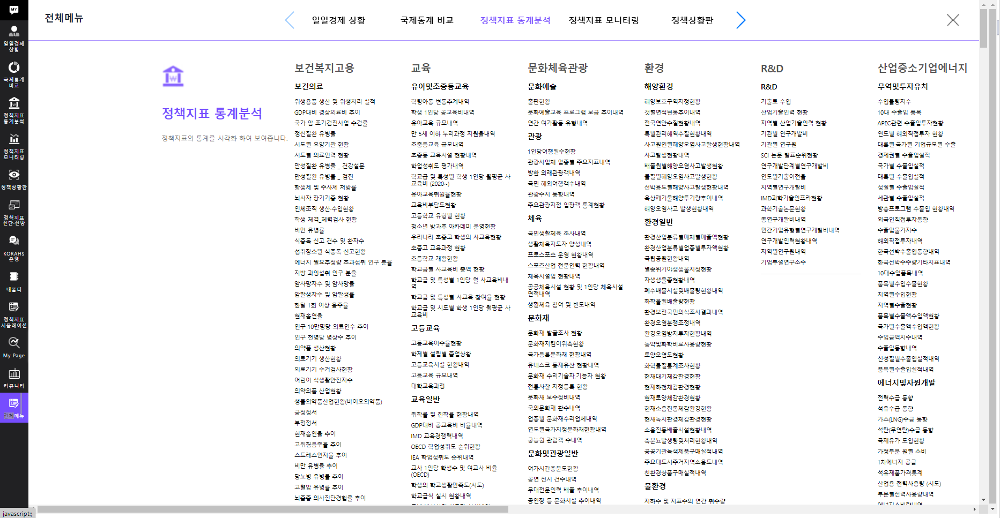 MY
일일경제
상황
국제통계
비교
정책지표
통계분석
정책지표
모니터링
정책상황판
정책지표
진단·전망
KORAHS
운영
내폴더
정책지표
시뮬레이션
My Page
커뮤니티
전체메뉴
javascript:;
전체메뉴
일일경제 상황
국제통계 비교
정책지표 통계분석
정책지표 모니터링
정책상황판
정책지표 통계분석
정책지표의 통계를 시각화 하여 보여줍니다.
보건복지고용
보건의료
위생용품 생산 및 위생처리 실적
GDP대비 경상의료비 추이
국가 암 조기검진사업 수검률
정신질환 유병률
시도별 요양기관 현황
시도별 의료인력 현황
만성질환 유병률 _ 건강설문
만성질환 유병률 _ 검진
항생제 및 주사제 처방률
뇌사자 장기기증 현황
인체조직 생산·수입현황
학생 체격_체력검사 현황
비만 유병률
식중독 신고 건수 및 환자수
섭취장소별 식중독 신고현황
에너지 필요추정량 초과섭취 인구 분율
지방 과잉섭취 인구 분율
암사망자수 및 암사망률
암발생자수 및 암발생률
한달 1회 이상 음주율
현재흡연율
인구 10만명당 의료인수 추이
인구 천명당 병상수 추이
의약품 생산현황
의료기기 생산현황
의료기기 수거검사현황
어린이 식생활안전지수
의약외품 산업현황
생물의약품산업현황(바이오의약품)
긍정정서
부정정서
현재흡연율 추이
고위험음주율 추이
스트레스인지율 추이
비만 유병률 추이
당뇨병 유병률 추이
고혈압 유병률 추이
뇌졸중 의사진단경험률 추이
교육
유아및초중등교육
학령아동 변동추계내역
학생 1인당 공교육비내역
유아교육 규모내역
만 5세 이하 누리과정 지원율내역
초중등교육 규모내역
초중등 교육시설 현황내역
학업성취도 평가내역
학교급 및 특성별 학생 1인당 월평균 사
교육비 (2020~)
유아교육취원율현황
교육비부담도현황
고등학교 유형별 현황
청소년 방과후 아카데미 운영현황
우리나라 초중고 학생의 사교육현황
초중고 교육과정 현황
초등학교 개황현황
학교급별 사교육비 총액 현황
학교급 및 특성별 1인당 월 사교육비내
역
학교급 및 특성별 사교육 참여율 현황
학교급 및 시도별 학생 1인당 월평균 사
교육비
고등교육
고등교육이수율현황
학제별 설립별 졸업상황
고등교육시설 현황내역
고등교육 규모내역
대학교육과정
교육일반
취학률 및 진학률 현황내역
GDP대비 공교육비 비율내역
IMD 교육경쟁력내역
OECD 학업성취도 순위현황
IEA 학업성취도 순위내역
교사 1인당 학생수 및 여교사 비율
(OECD)
학생의 학교생활만족도(시도)
학교급식 실시 현황내역
문화체육관광
문화예술
출판현황
문화예술교육 프로그램 보급 추이내역
연간 여가활동 유형내역
관광
1인당여행일수현황
관광사업체 업종별 주요지표내역
방한 외래관광객내역
국민 해외여행객수내역
관광수지 동향내역
주요관광지점 입장객 통계현황
체육
국민생활체육 조사내역
생활체육지도자 양성내역
프로스포츠 운영 현황내역
스포츠산업 전문인력 현황내역
체육시설업 현황내역
공공체육시설 현황 및 1인당 체육시설
면적내역
생활체육 참여 및 빈도내역
문화재
문화재 발굴조사 현황
문화재지킴이위촉현황
국가등록문화재 현황내역
유네스코 등재유산 현황내역
문화재 수리기술자,기능자 현황
전통사찰 지정등록 현황
문화재 보수정비내역
국외문화재 환수내역
업종별 문화재수리업체내역
연도별국가지정문화재현황내역
궁능원 관람객 수내역
문화및관광일반
여가시간충분도현황
공연 전시 건수내역
무대전문인력 배출 추이내역
공연장 등 문화시설 추이내역
환경
해양환경
해양보호구역지정현황
갯벌면적변동추이내역
전국연안수질현황내역
특별관리해역수질현황내역
사고원인별해양오염사고발생현황내역
사고발생현황내역
배출원별해양오염사고발생현황
물질별해양오염사고발생현황
선박용도별해양사고발생현황내역
육상폐기물해양투기량추이내역
해양오염사고 발생현황내역
환경일반
환경산업분류별매체별매출액현황
환경산업분류별업종별투자액현황
국립공원현황내역
멸종위기야생생물지정현황
자생생물종현황내역
폐수배출시설및배출량현황내역
화학물질배출량현황
환경보전국민의식조사결과내역
환경오염분쟁조정내역
환경오염방지투자현황내역
농약및화학비료사용량현황
토양오염도현황
화학물질통계조사현황
현재대기체감환경현황
현재하천체감환경현황
현재토양체감환경현황
현재소음진동체감환경현황
현재녹지환경체감환경현황
소음진동배출시설현황내역
축분뇨발생량및처리현황내역
공공기관녹색제품구매실적내역
주요대도시주거지역소음도내역
친환경상품구매실적내역
물환경
지하수 및 지표수의 연간 취수량
R&D
R&D
기술료 수입
산업기술인력 현황
지역별 산업기술인력 현황
기관별 연구개발비
기관별 연구원
SCI 논문 발표순위현황
연구개발단계별연구개발비
연도별기술이전율
지역별연구개발비
IMD과학기술인프라현황
과학기술논문현황
총연구개발비내역
민간기업유형별연구개발비내역
연구개발인력현황내역
지역별연구원내역
기업부설연구소수
산업중소기업에너지
무역및투자유치
수입물량지수
10대 수출입 품목
APEC관련 수출입투자현황
연도별 해외직접투자 현황
대륙별·국가별 기업규모별 수출
경제권별 수출입실적
국가별 수출입실적
대륙별 수출입실적
성질별 수출입실적
세관별 수출입실적
방송프로그램 수출입 현황내역
외국인직접투자동향
수출입물가지수
해외직접투자내역
한국선박수출입동향내역
한국선박수주량기타지표내역
10대수입품목내역
품목별수입수출현황
지역별수입현황
지역별수출현황
품목별수출액수입액현황
국가별수출액수입액현황
수입금액지수내역
수출입동향내역
신성질별수출입실적내역
품목별수출입실적내역
에너지및자원개발
전력수급 동향
석유수급 동향
가스(LNG)수급 동향
석탄(무연탄)수급 동향
국제유가 도입현황
가정부문 원별 소비
1차에너지 공급
석유제품가격통계
산업용 전력사용량 (시도)
부문별전력사용량내역